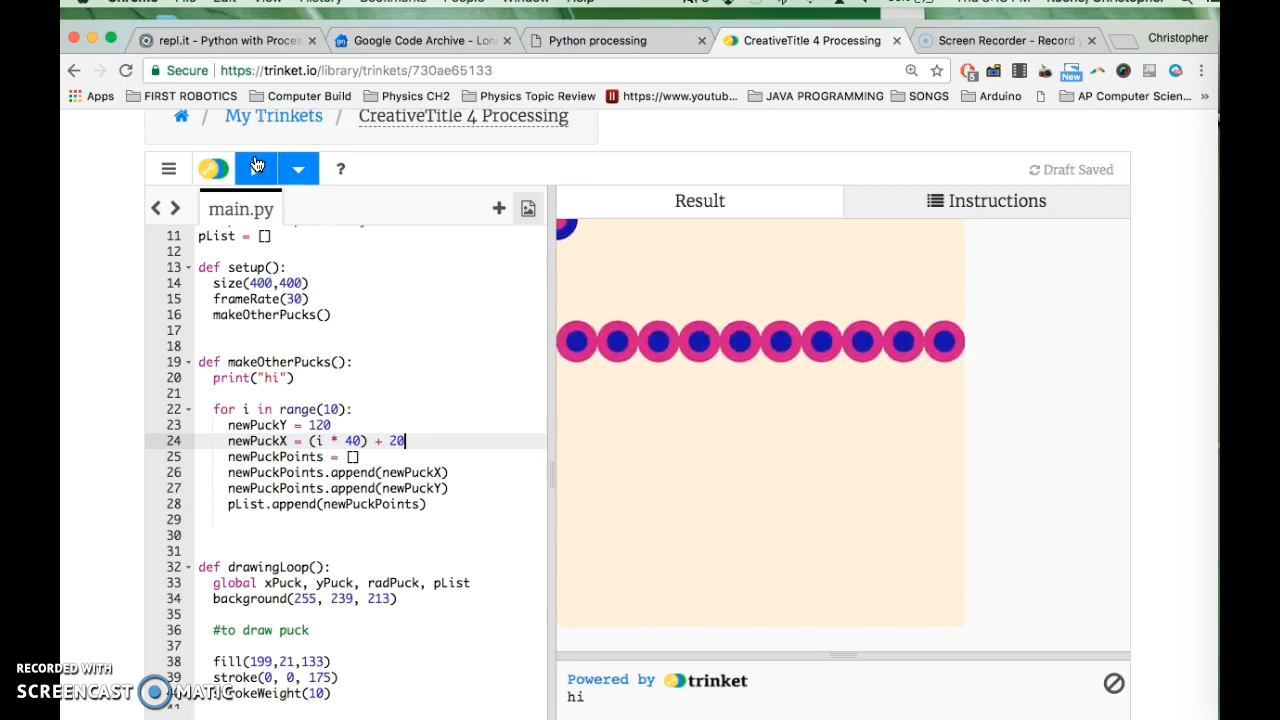 repl.it - Python with Proces
Google Code Archive - Lon
Python processing
CreativeTitle 4 Processing
Screen Recorder - Record
Christopher
Secure https://trinket.io/library/trinkets/730ae65133
5
New
Apps FIRST ROBOTICS Computer Build Physics CH2 Physics Topic Review https://www.youtub... JAVA PROGRAMMING SONGS Arduino AP Computer Scien... »
/ My Trinkets / CreativeTitle 4 Processing
? Draft Saved
main.py
Result Instructions
11 pList = []
12
13 def setup():
14 size(400,400)
15 frameRate(30)
16 makeOtherPucks()
17
18
19 def makeOtherPucks():
20 print("hi")
21
22 for i in range(10):
23 newPuckY = 120
24 newPuckX = (i * 40) + 20
25 newPuckPoints = []
26 newPuckPoints.append(newPuckX)
27 newPuckPoints.append(newPuckY)
28 pList.append(newPuckPoints)
29
30
31
32 def drawingLoop():
33 global xPuck, yPuck, radPuck, pList
34 background(255, 239, 213)
35
36 #to draw puck
37
38 fill(199,21,133)
39 stroke(0, 0, 175)
rokeWeight(10)
Powered by trinket
hi
RECORDED WITH
SCREENCAST MATIC